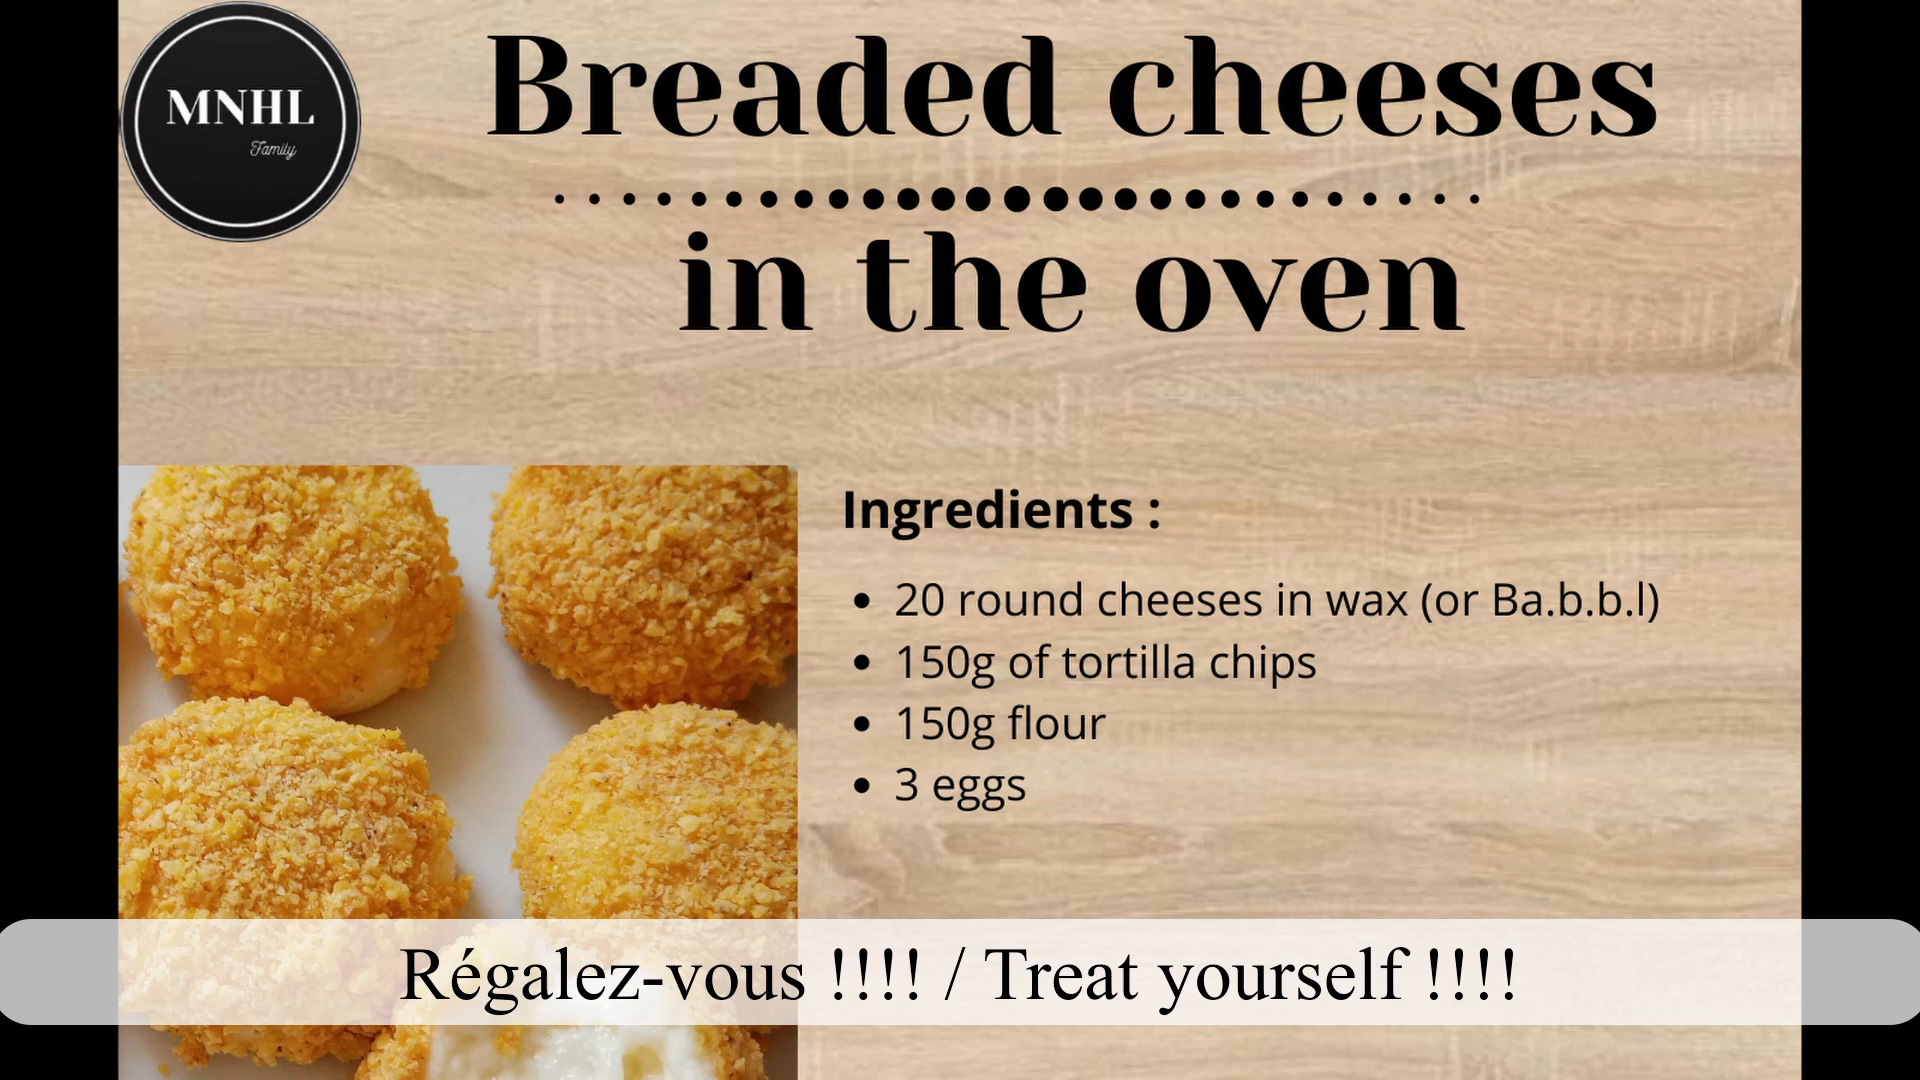 MNHL
Family
Breaded cheeses
in the oven
Ingredients :
• 20 round cheeses in wax (or Ba.b.b.l)
• 150g of tortilla chips
• 150g flour
• 3 eggs
Régalez-vous !!!! / Treat yourself !!!!